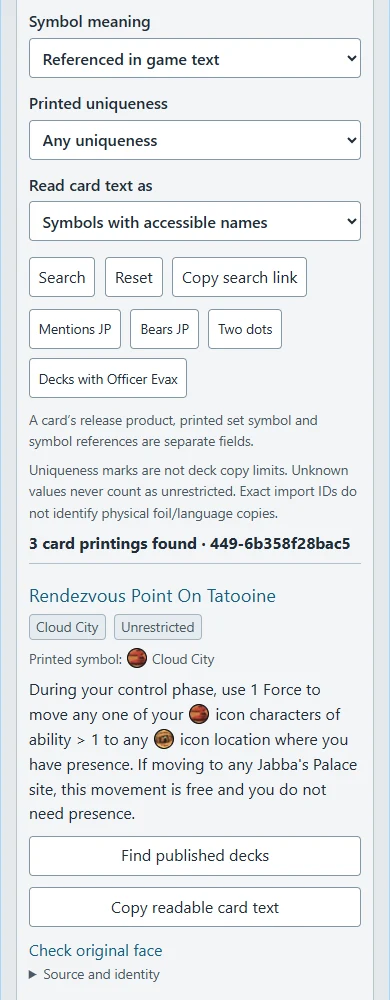 Symbol meaning
Referenced in game text
Printed uniqueness
Any uniqueness
Read card text as
Symbols with accessible names
Search
Reset
Copy search link
Mentions JP
Bears JP
Two dots
Decks with Officer Evax
A card's release product, printed set symbol and
symbol references are separate fields.
Uniqueness marks are not deck copy limits. Unknown
values never count as unrestricted. Exact import IDs do
not identify physical foil/language copies.
3 card printings found · 449-6b358f28bac5
Rendezvous Point On Tatooine
Cloud City
Unrestricted
Printed symbol: Cloud City
During your control phase, use 1 Force to
move any one of your icon characters of
ability > 1 to any icon location where you
have presence. If moving to any Jabba's Palace
site, this movement is free and you do not
need presence.
Find published decks
Copy readable card text
Check original face
Source and identity